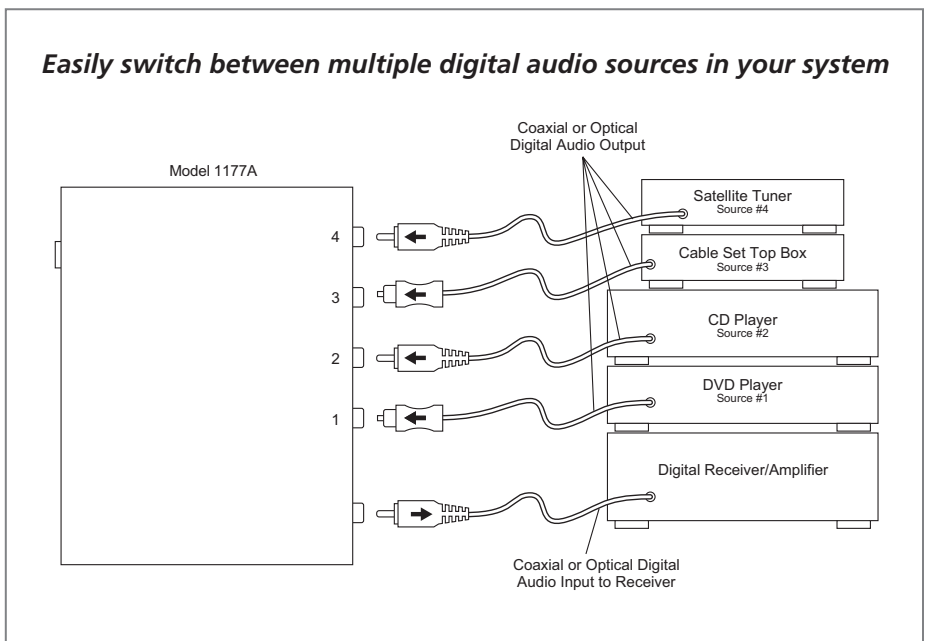 Easily switch between multiple digital audio sources in your system
Coaxial or Optical
Digital Audio Output
Model 1177A
Satellite Tuner
Source #4
4
Cable Set Top Box
Source #3
3
CD Player
Source #2
2
DVD Player
Source #1
1
Digital Receiver/Amplifier
Coaxial or Optical Digital
Audio Input to Receiver